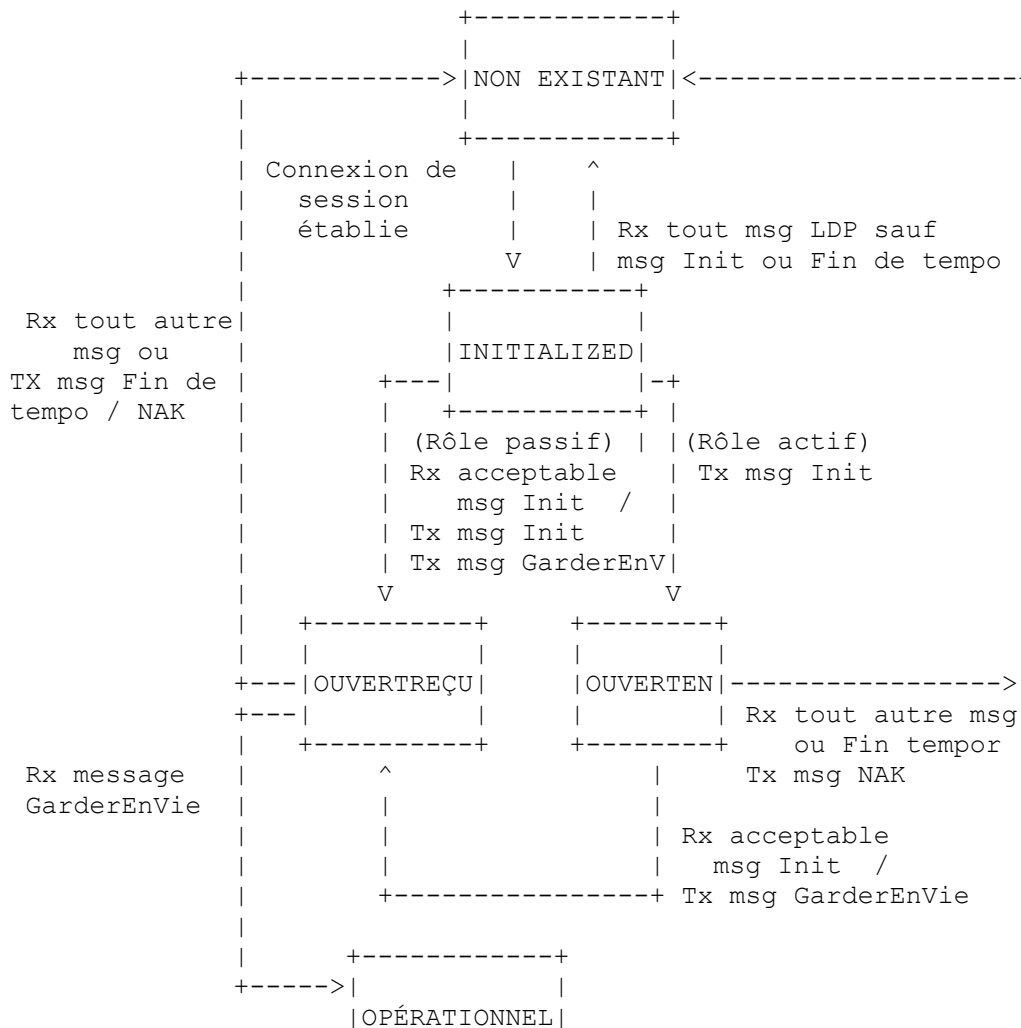 NON EXISTANT
Connexion de
session
établie
Rx tout msg LDP sauf
msg Init ou Fin de tempo
Rx tout autre
msg ou
TX msg Fin de
tempo / NAK
INITIALIZED
(Rôle passif) (Rôle actif)
Rx acceptable Tx msg Init
msg Init /
Tx msg Init
Tx msg GarderEnV
OUVERTREÇU OUVERTEN
Rx tout autre msg
ou Fin tempor
Rx message Tx msg NAK
GarderEnVie
Rx acceptable
msg Init /
Tx msg GarderEnVie
OPÉRATIONNEL